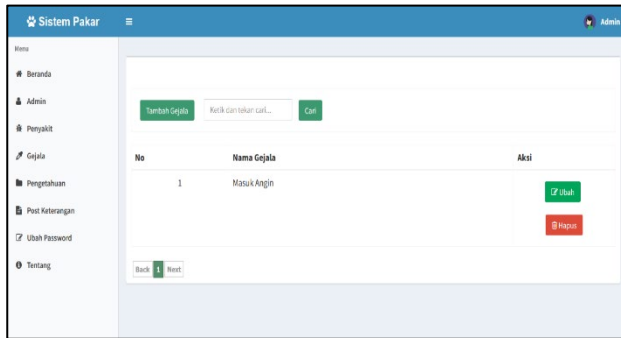 Sistem Pakar
Admin
Menu
Beranda
Admin
Penyakit
Gejala
Pengetahuan
Post Keterangan
Ubah Password
Tentang
Tambah Gejala Ketik dan tekan cari... Cari
No Nama Gejala Aksi
1 Masuk Angin Ubah
Hapus
Back 1 Next